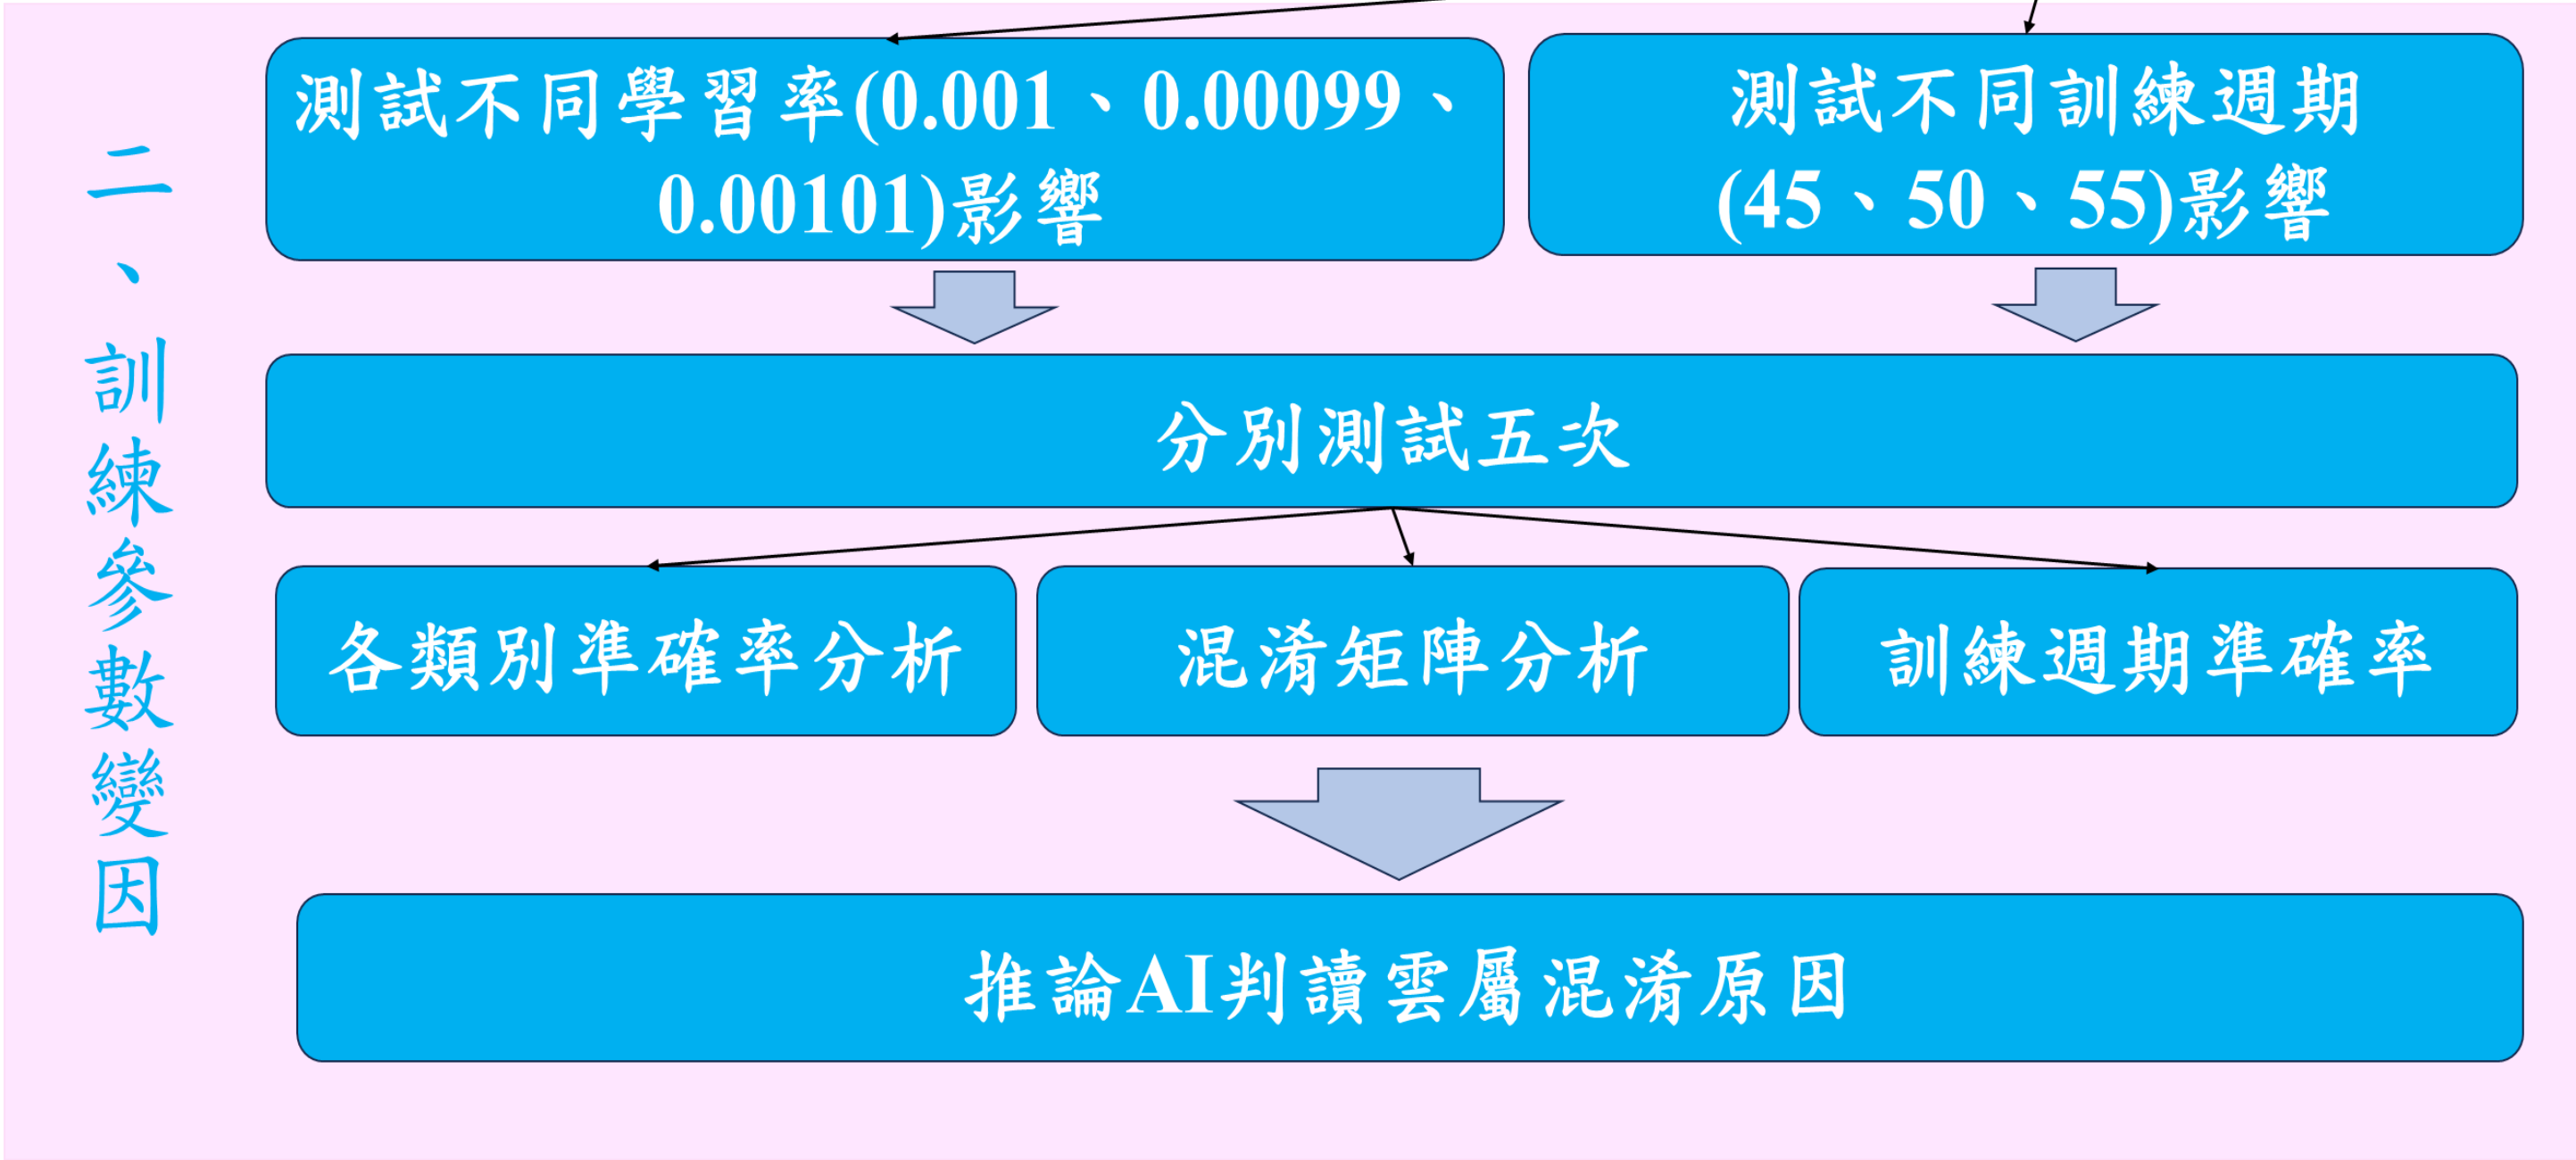 二、訓練參數變因
測試不同學習率(0.001、0.00099、
0.00101)影響
測試不同訓練週期
(45、50、55)影響
分別測試五次
各類別準確率分析
混淆矩陣分析
訓練週期準確率
推論AI判讀雲屬混淆原因